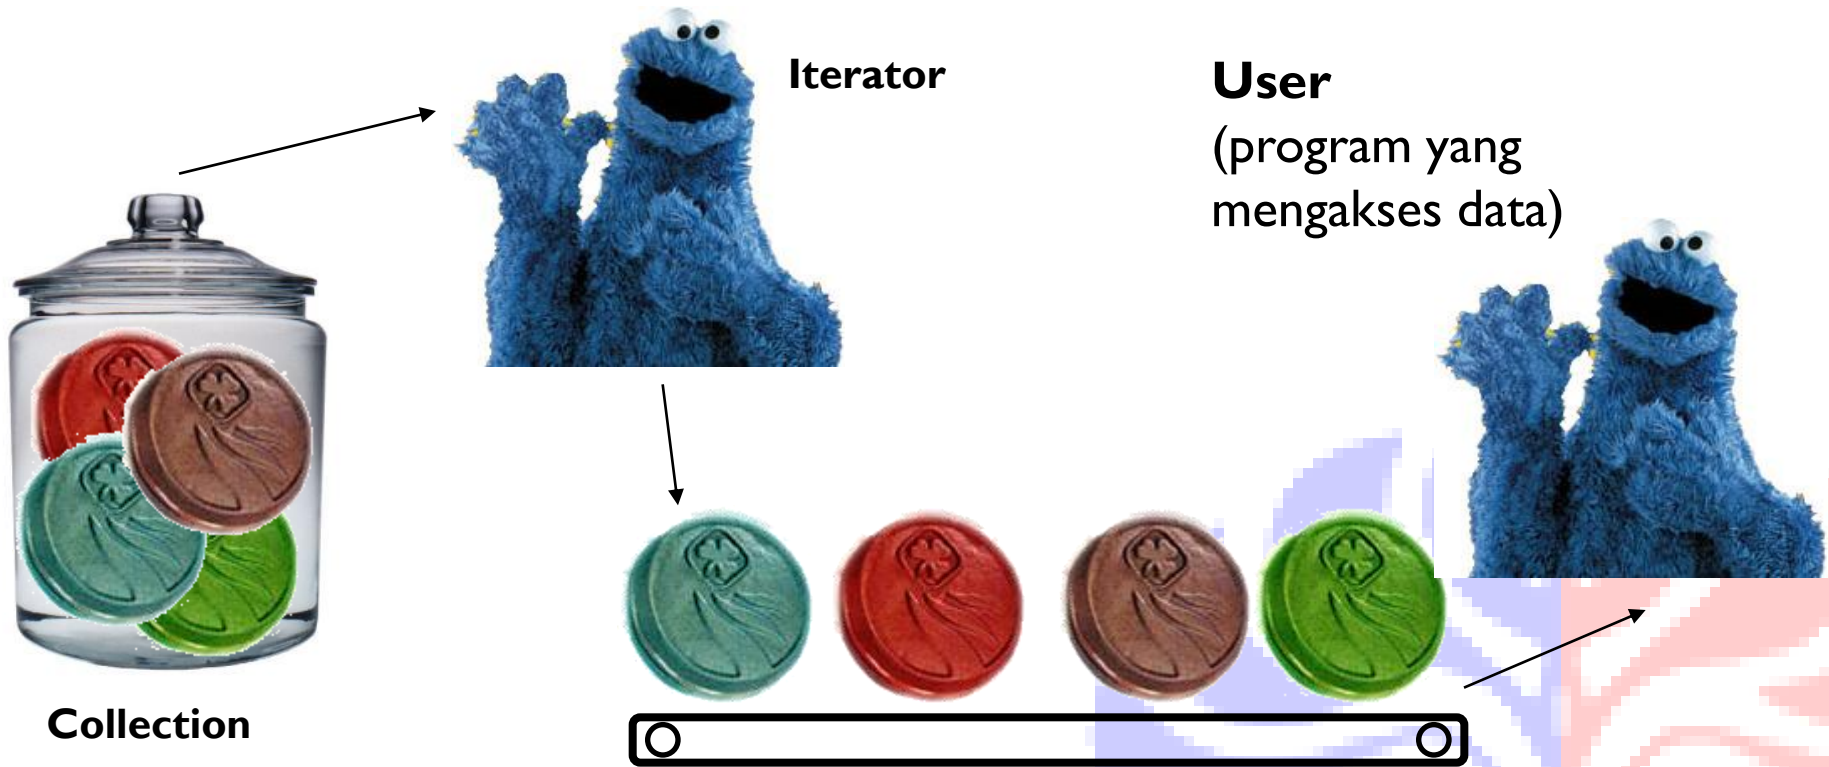 Iterator
User
(program yang
mengakses data)
Collection